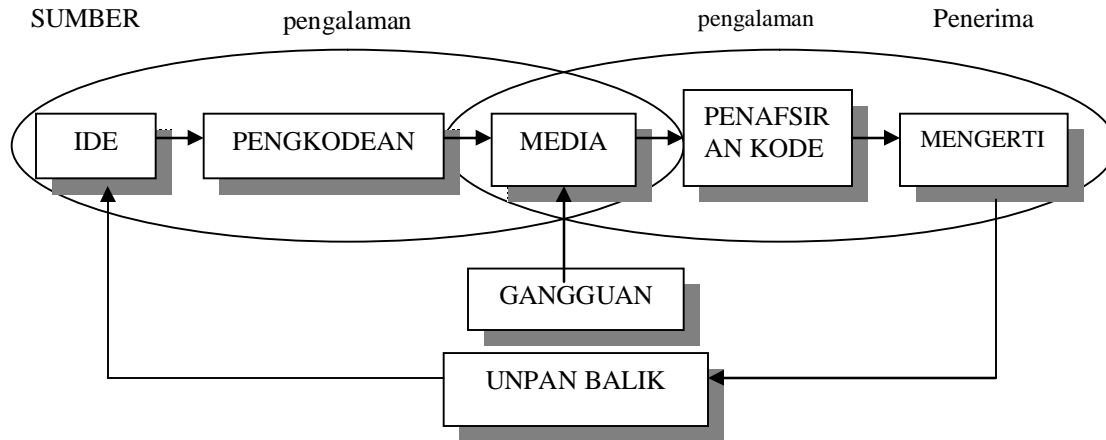 SUMBER
pengalaman
pengalaman
Penerima
IDE
PENGKODEAN
MEDIA
PENAFSIR
AN KODE
MENGERTI
GANGGUAN
UNPAN BALIK